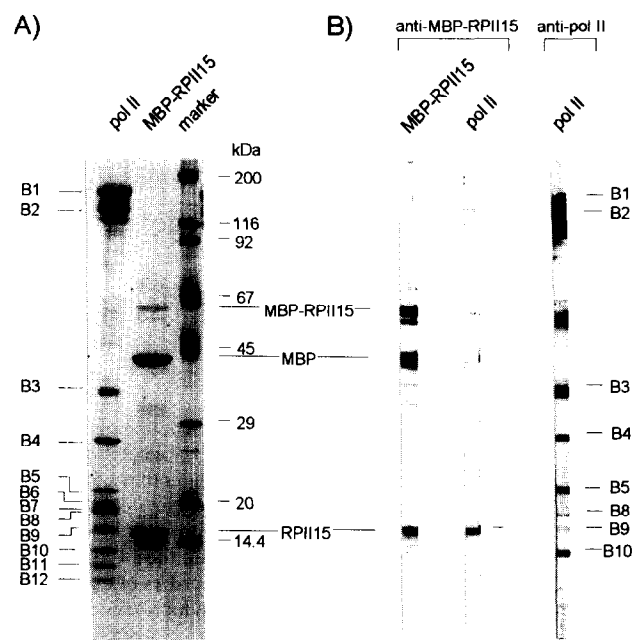 A)
pol II
MBP-RPII15
marker
kDa
200
116
92
67
45
29
20
14.4
B1
B2
B3
B4
B5
B6
B7
B8
B9
B10
B11
B12
MBP-RPII15
MBP
RPII15
B)
anti-MBP-RPII15
anti-pol II
MBP-RPII15
pol II
pol II
B1
B2
B3
B4
B5
B8
B9
B10